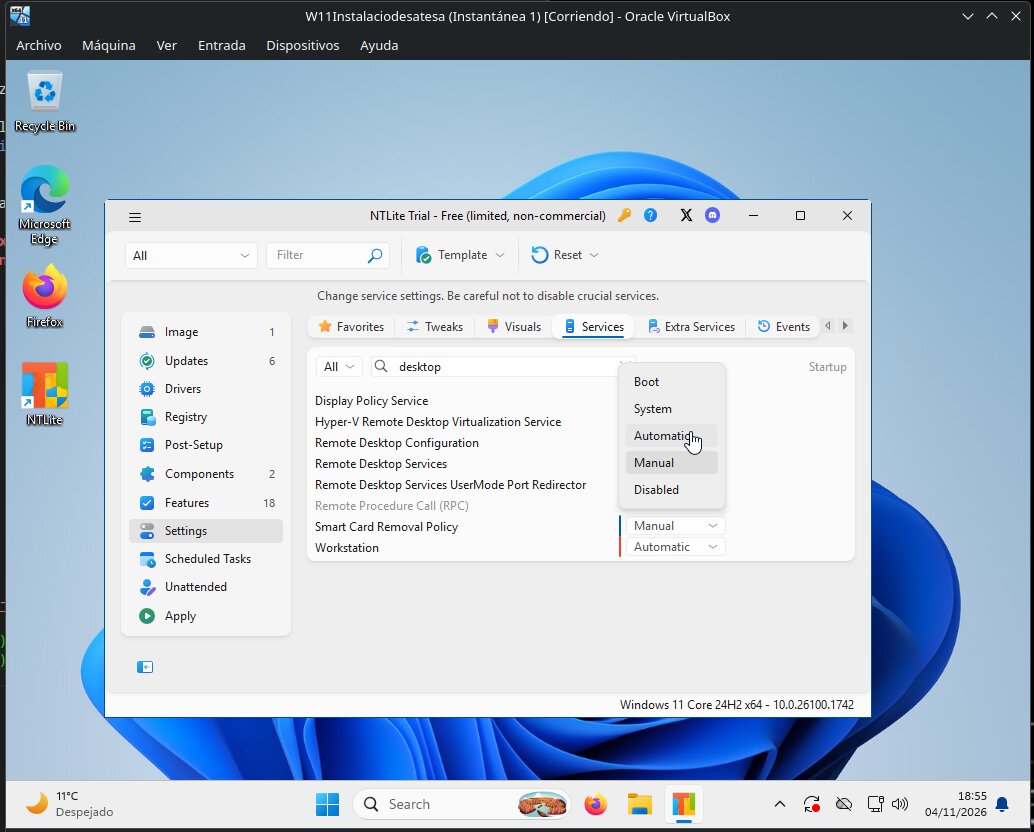 W11Instalaciodesatesa (Instantánea 1) [Corriendo] - Oracle VirtualBox
Archivo Máquina Ver Entrada Dispositivos Ayuda
Recycle Bin
Microsoft
Edge
Firefox
NTLite
NTLite Trial - Free (limited, non-commercial)
All Filter Template Reset
Change service settings. Be careful not to disable crucial services.
Favorites Tweaks Visuals Services Extra Services Events
Image 1
Updates 6
Drivers
Registry
Post-Setup
Components 2
Features 18
Settings
Scheduled Tasks
Unattended
Apply
All desktop Startup
Display Policy Service
Hyper-V Remote Desktop Virtualization Service
Remote Desktop Configuration
Remote Desktop Services
Remote Desktop Services UserMode Port Redirector
Remote Procedure Call (RPC)
Smart Card Removal Policy Manual
Workstation Automatic
Boot
System
Automatic
Manual
Disabled
Windows 11 Core 24H2 x64 - 10.0.26100.1742
11°C
Despejado
Search
18:55
04/11/2026